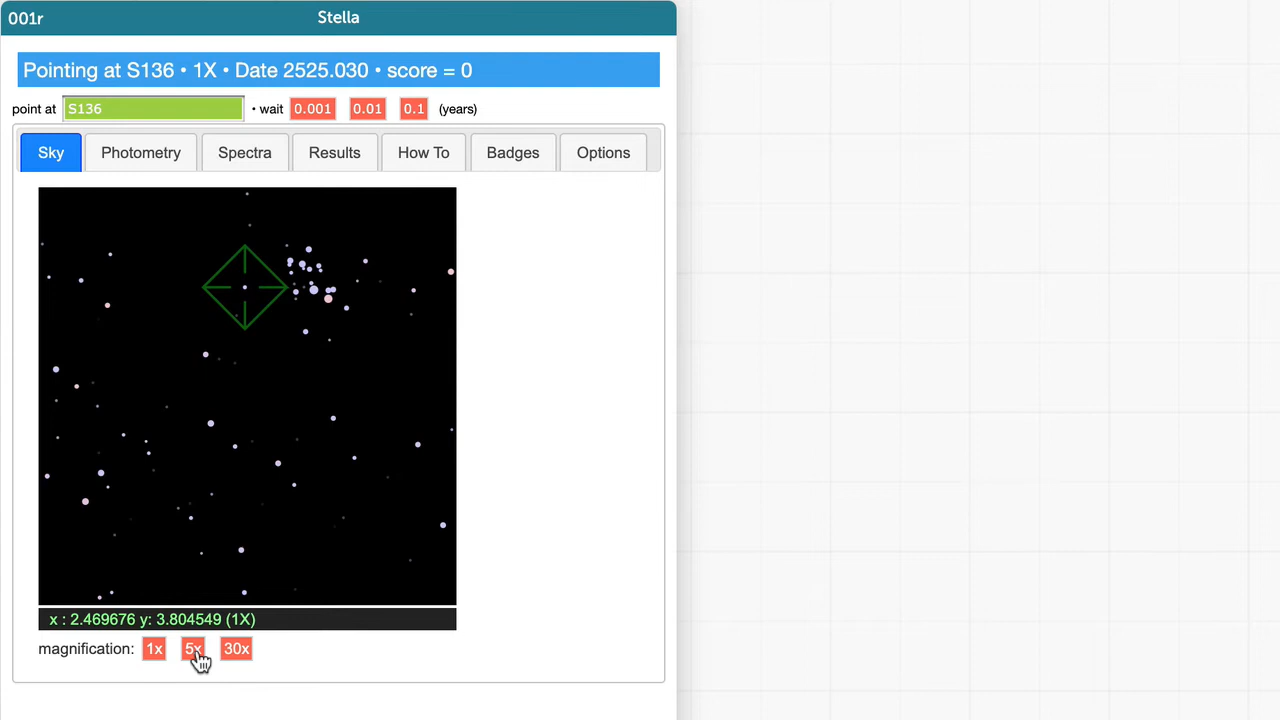 001r Stella
Pointing at S136 • 1X • Date 2525.030 • score = 0
point at S136 • wait 0.001 0.01 0.1 (years)
Sky Photometry Spectra Results How To Badges Options
x : 2.469676 y: 3.804549 (1X)
magnification: 1x 5x 30x